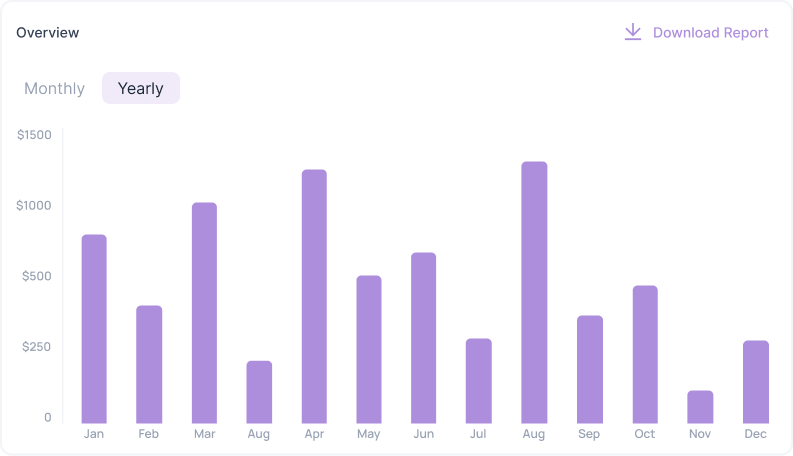 Overview
Download Report
Monthly
Yearly
$1500
$1000
$500
$250
0
Jan Feb Mar Aug Apr May Jun Jul Aug Sep Oct Nov Dec